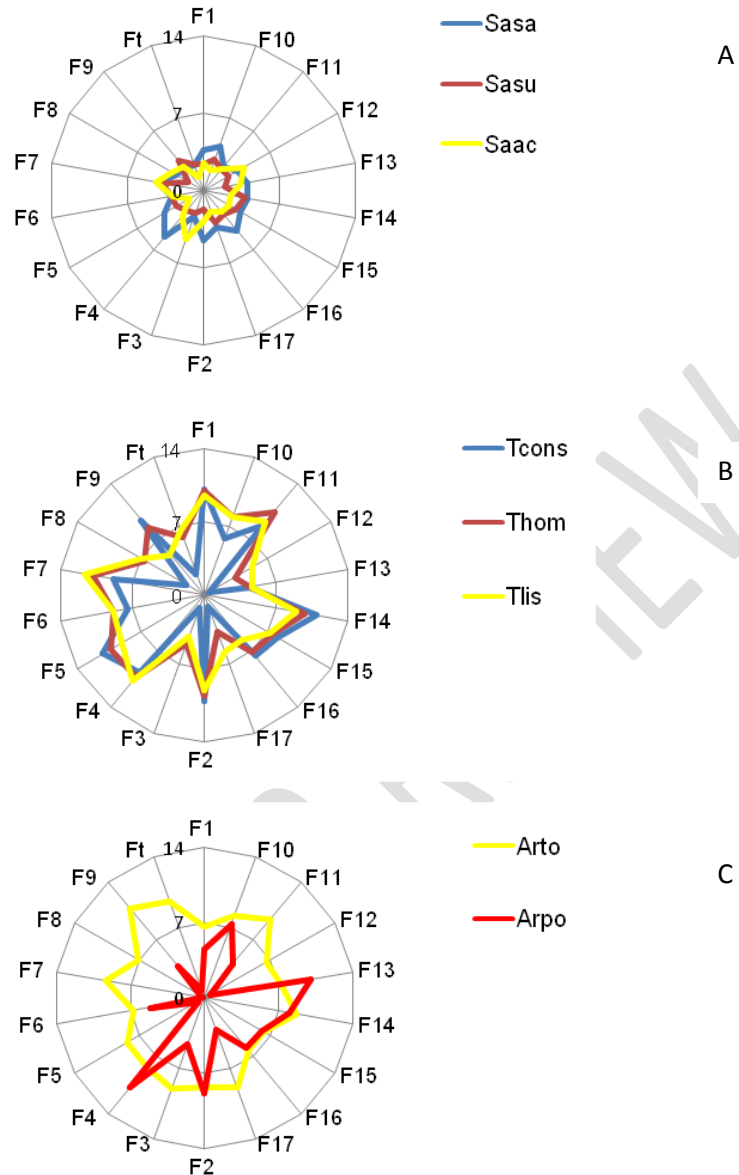 F1
F10
F11
F12
F13
F14
F15
F16
F17
F2
F3
F4
F5
F6
F7
F8
F9
Ft
14
7
0
Sasa
Sasu
Saac
A
F1
F10
F11
F12
F13
F14
F15
F16
F17
F2
F3
F4
F5
F6
F7
F8
F9
Ft
14
7
0
Tcons
Thom
Tlis
B
F1
F10
F11
F12
F13
F14
F15
F16
F17
F2
F3
F4
F5
F6
F7
F8
F9
Ft
14
7
0
Arto
Arpo
C